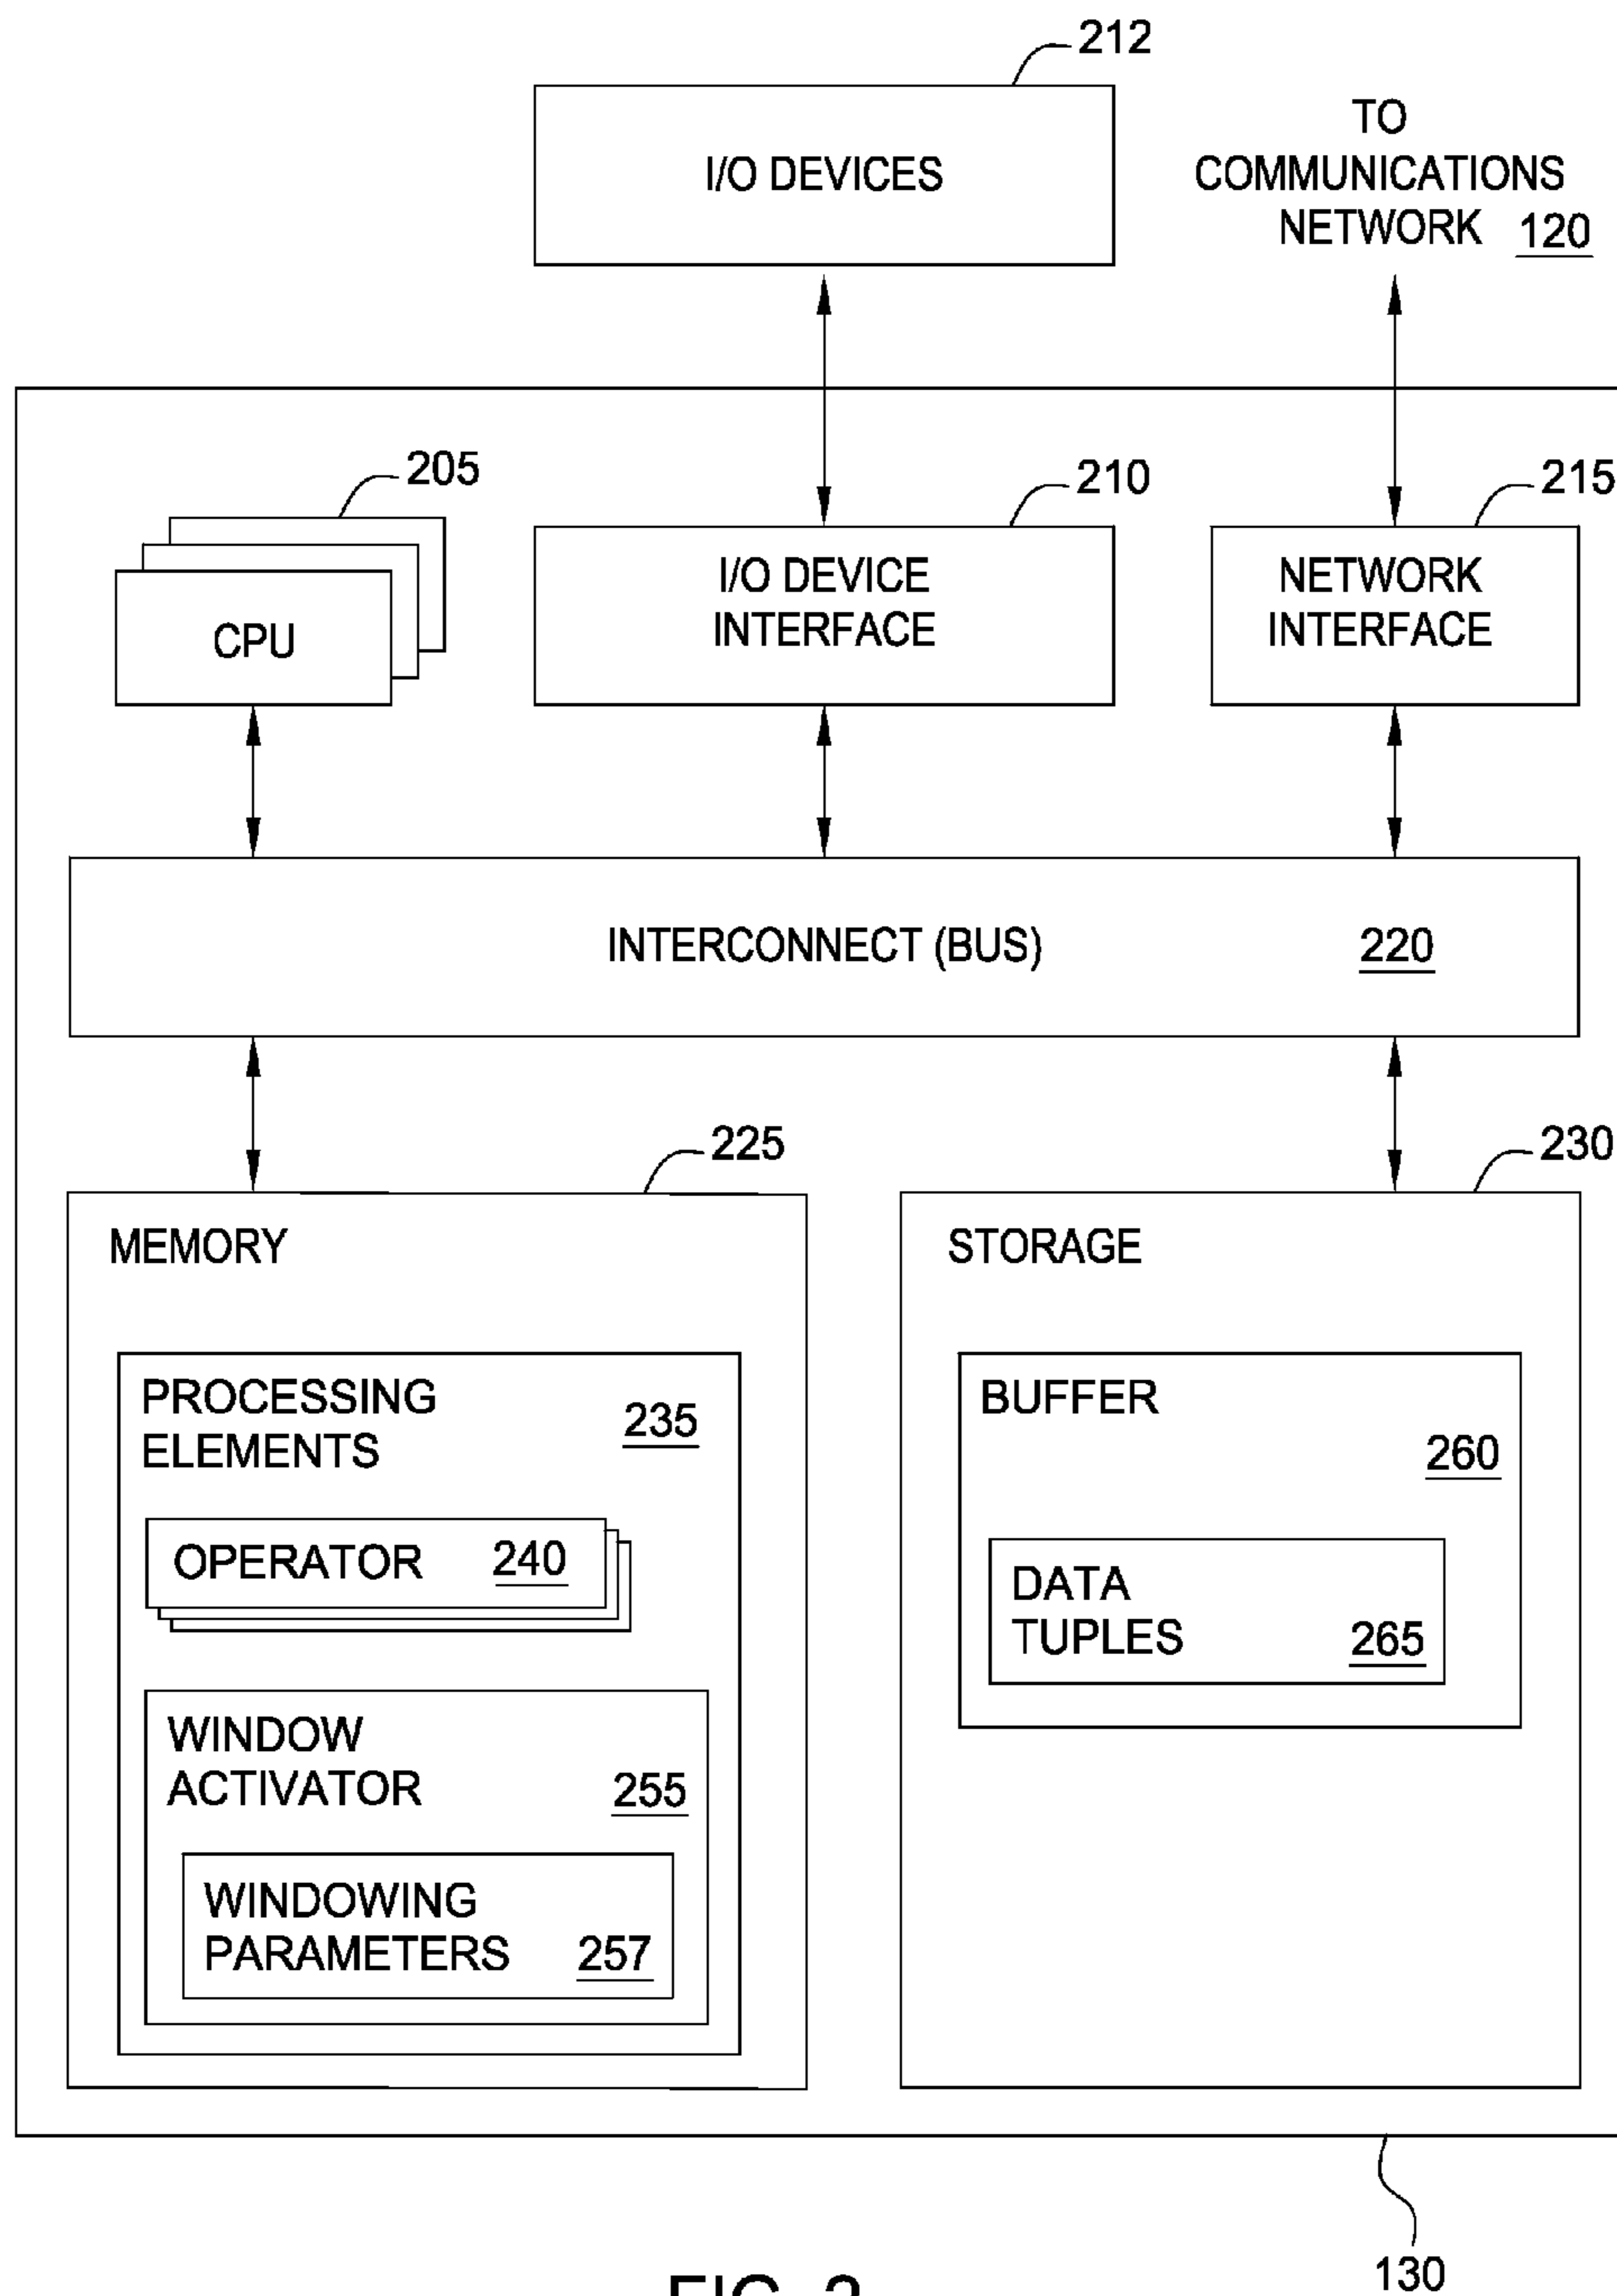 212
I/O DEVICES
TO
COMMUNICATIONS
NETWORK 120
205
210
215
CPU
I/O DEVICE
INTERFACE
NETWORK
INTERFACE
INTERCONNECT (BUS) 220
225
230
MEMORY
PROCESSING
ELEMENTS 235
OPERATOR 240
WINDOW
ACTIVATOR 255
WINDOWING
PARAMETERS 257
STORAGE
BUFFER
260
DATA
TUPLES 265
130
FIG. 2